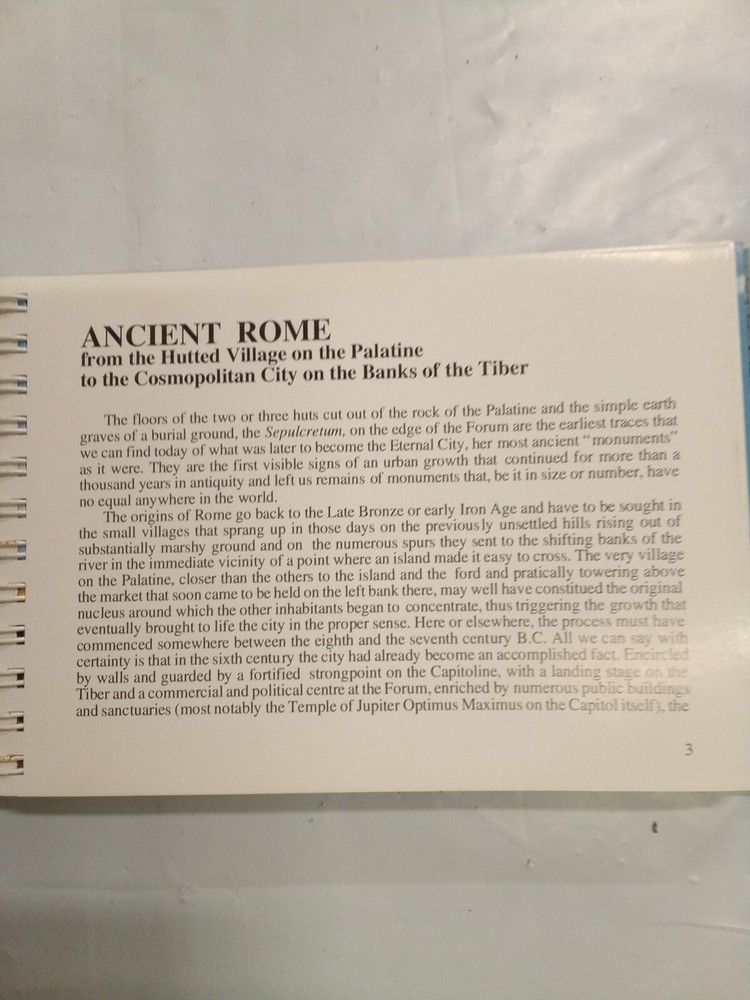 ANCIENT ROME
from the Hutted Village on the Palatine
to the Cosmopolitan City on the Banks of the Tiber
The floors of the two or three huts cut out of the rock of the Palatine and the simple earth
graves of a burial ground, the Sepulcretum, on the edge of the Forum are the earliest traces that
we can find today of what was later to become the Eternal City, her most ancient "monuments"
as it were. They are the first visible signs of an urban growth that continued for more than a
thousand years in antiquity and left us remains of monuments that, be it in size or number, have
no equal anywhere in the world.
The origins of Rome go back to the Late Bronze or early Iron Age and have to be sought in
the small villages that sprang up in those days on the previously unsettled hills rising out of
substantially marshy ground and on the numerous spurs they sent to the shifting banks of the
river in the immediate vicinity of a point where an island made it easy to cross. The very village
on the Palatine, closer than the others to the island and the ford and pratically towering above
the market that soon came to be held on the left bank there, may well have constitued the original
nucleus around which the other inhabitants began to concentrate, thus triggering the growth that
eventually brought to life the city in the proper sense. Here or elsewhere, the process must have
commenced somewhere between the eighth and the seventh century B.C. All we can say with
certainty is that in the sixth century the city had already become an accomplished fact. Encircled
by walls and guarded by a fortified strongpoint on the Capitoline, with a landing stage on the
Tiber and a commercial and political centre at the Forum, enriched by numerous public buildings
and sanctuaries (most notably the Temple of Jupiter Optimus Maximus on the Capitol itself), the
3